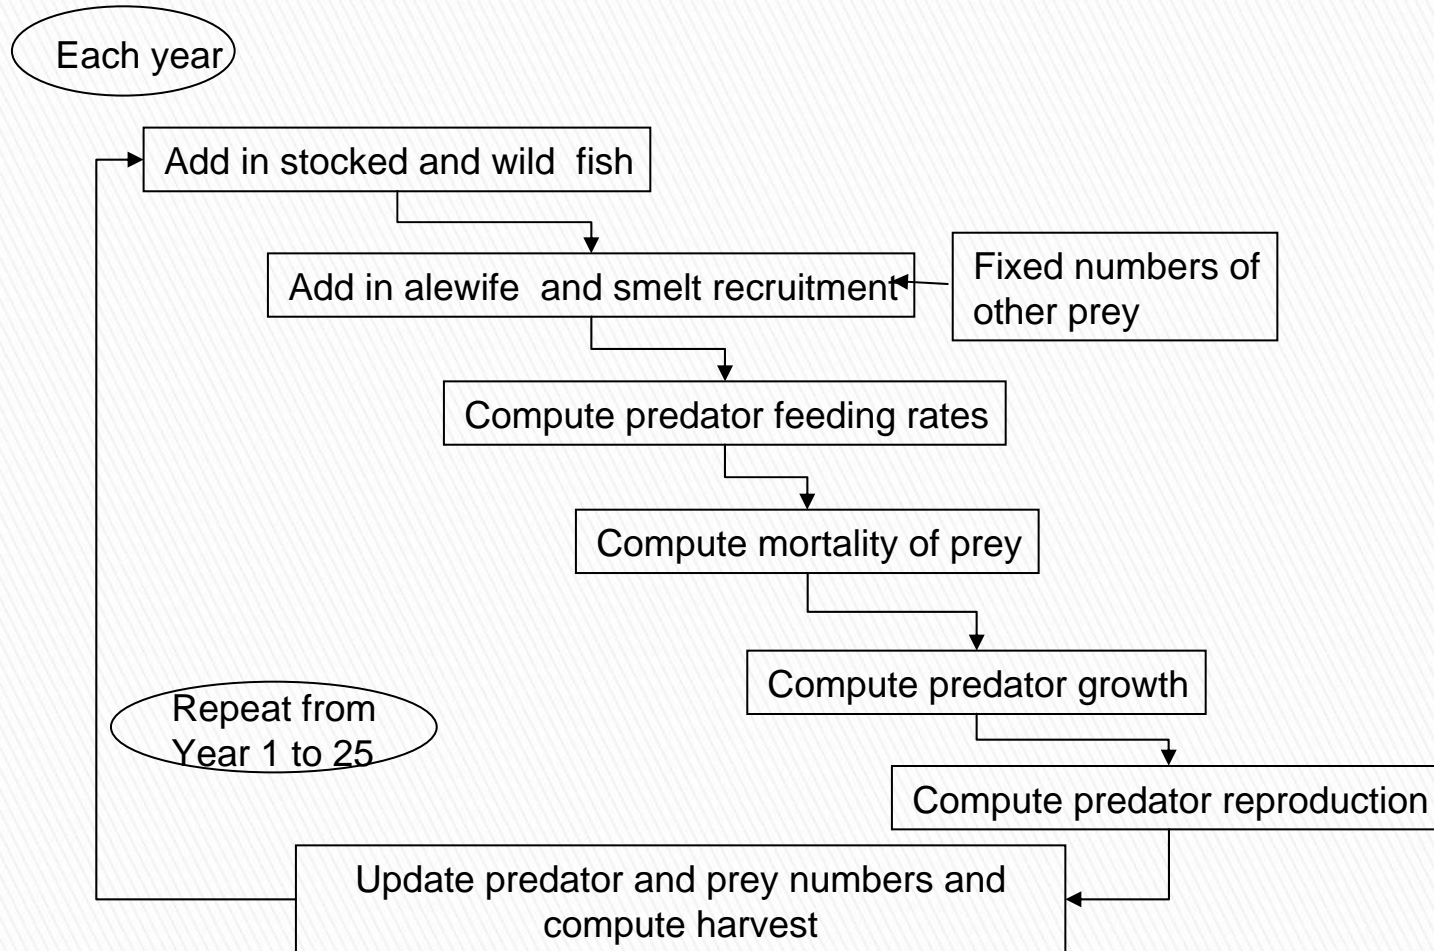 Each year
Add in stocked and wild fish
Add in alewife and smelt recruitment
Fixed numbers of
other prey
Compute predator feeding rates
Compute mortality of prey
Compute predator growth
Repeat from
Year 1 to 25
Compute predator reproduction
Update predator and prey numbers and
compute harvest